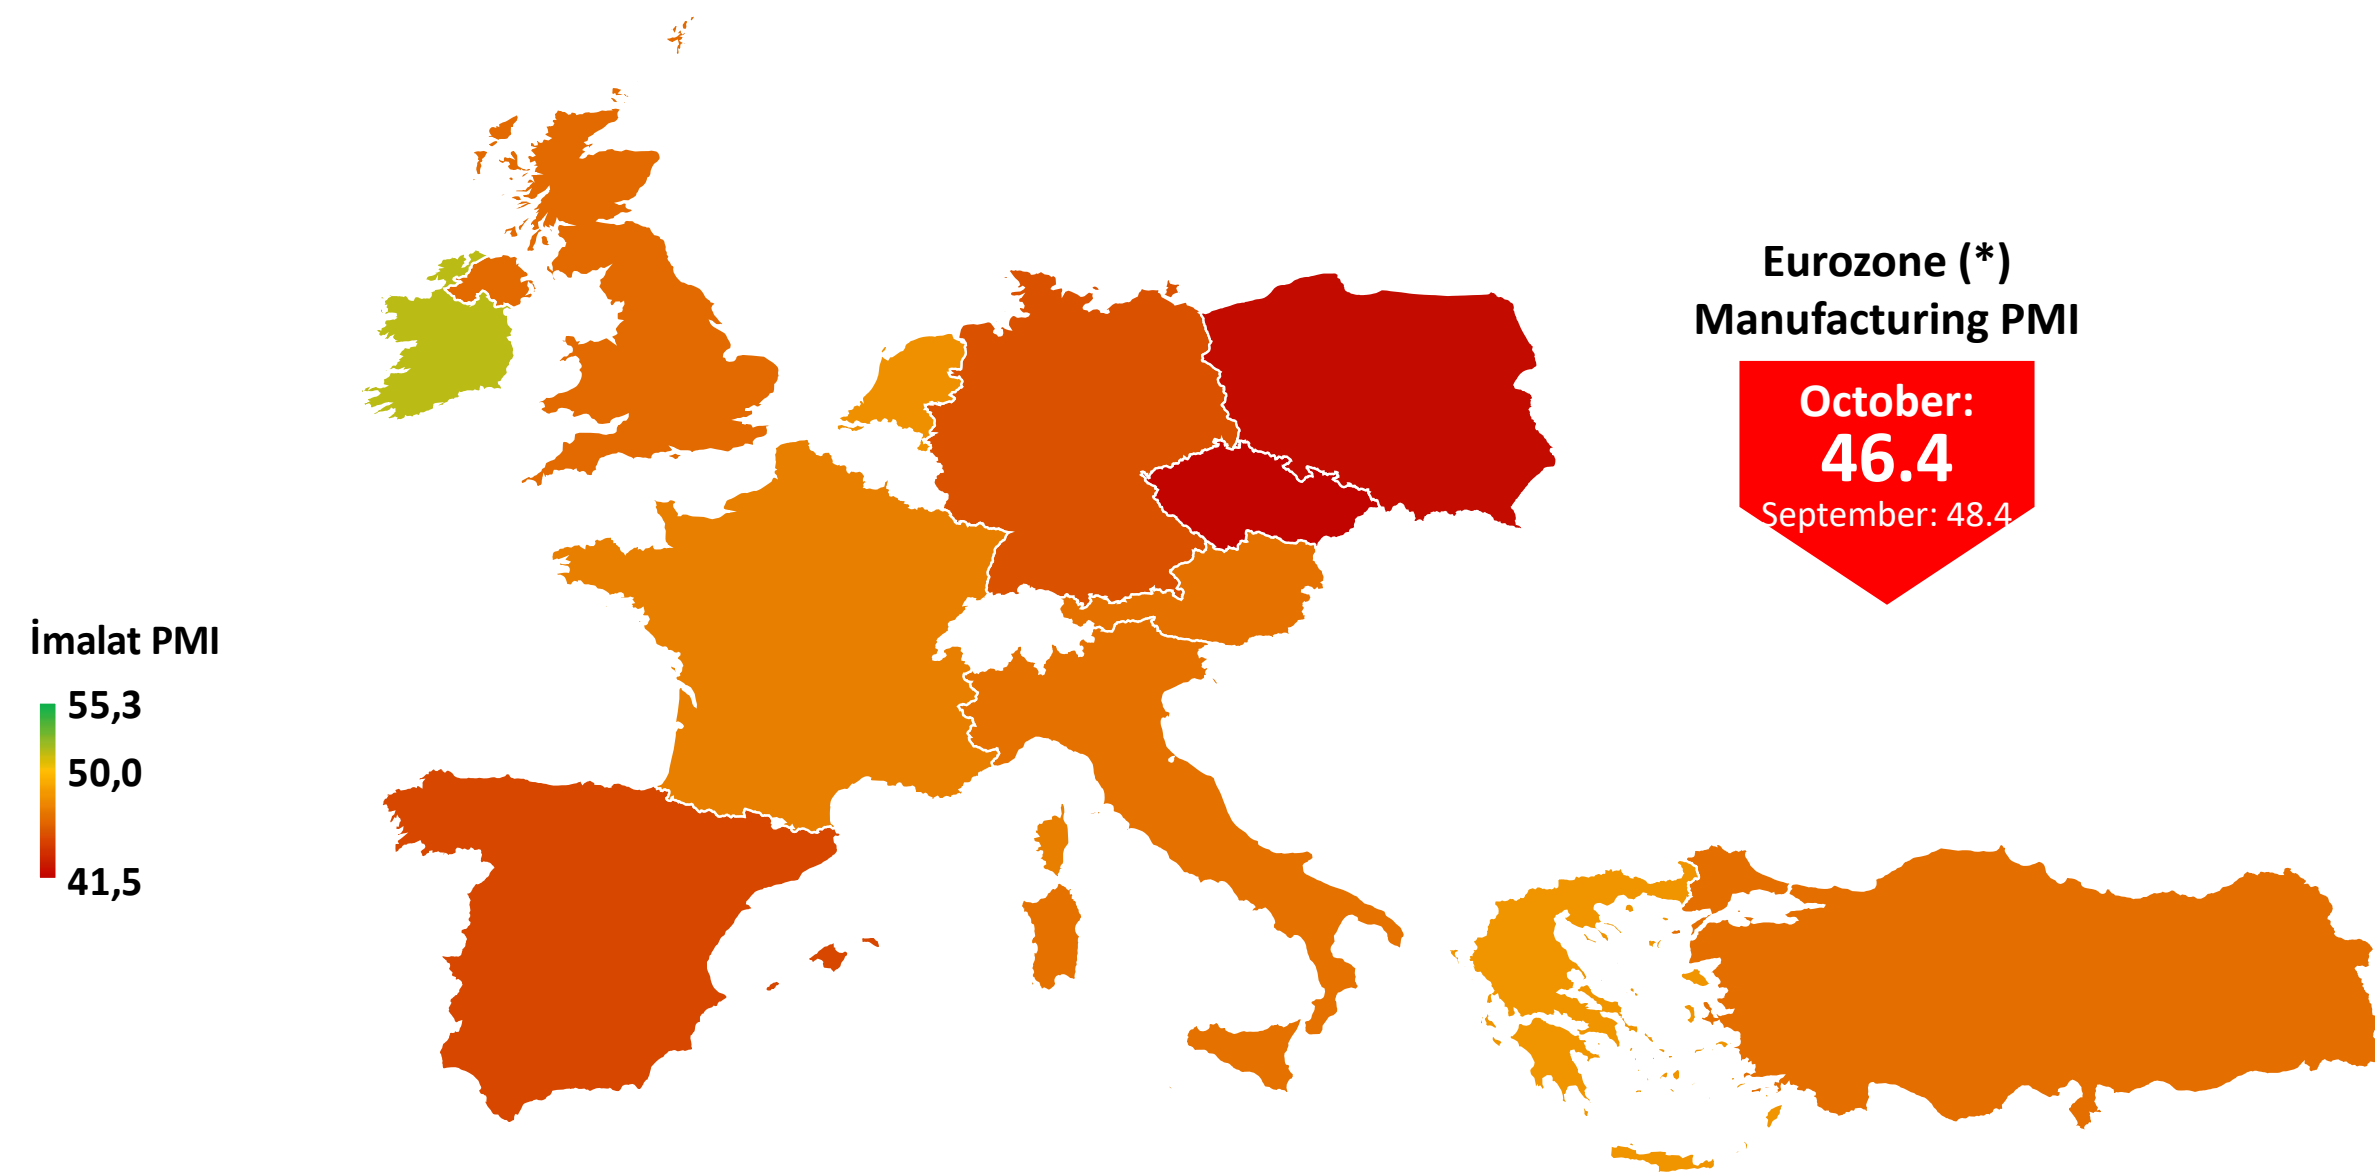 Eurozone (*)
Manufacturing PMI
October:
46.4
September: 48.4
İmalat PMI
55,3
50,0
41,5